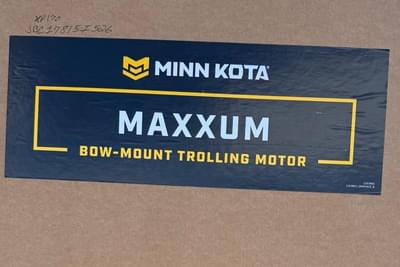 MINN KOTA
MAXXUM
BOW-MOUNT TROLLING MOTOR